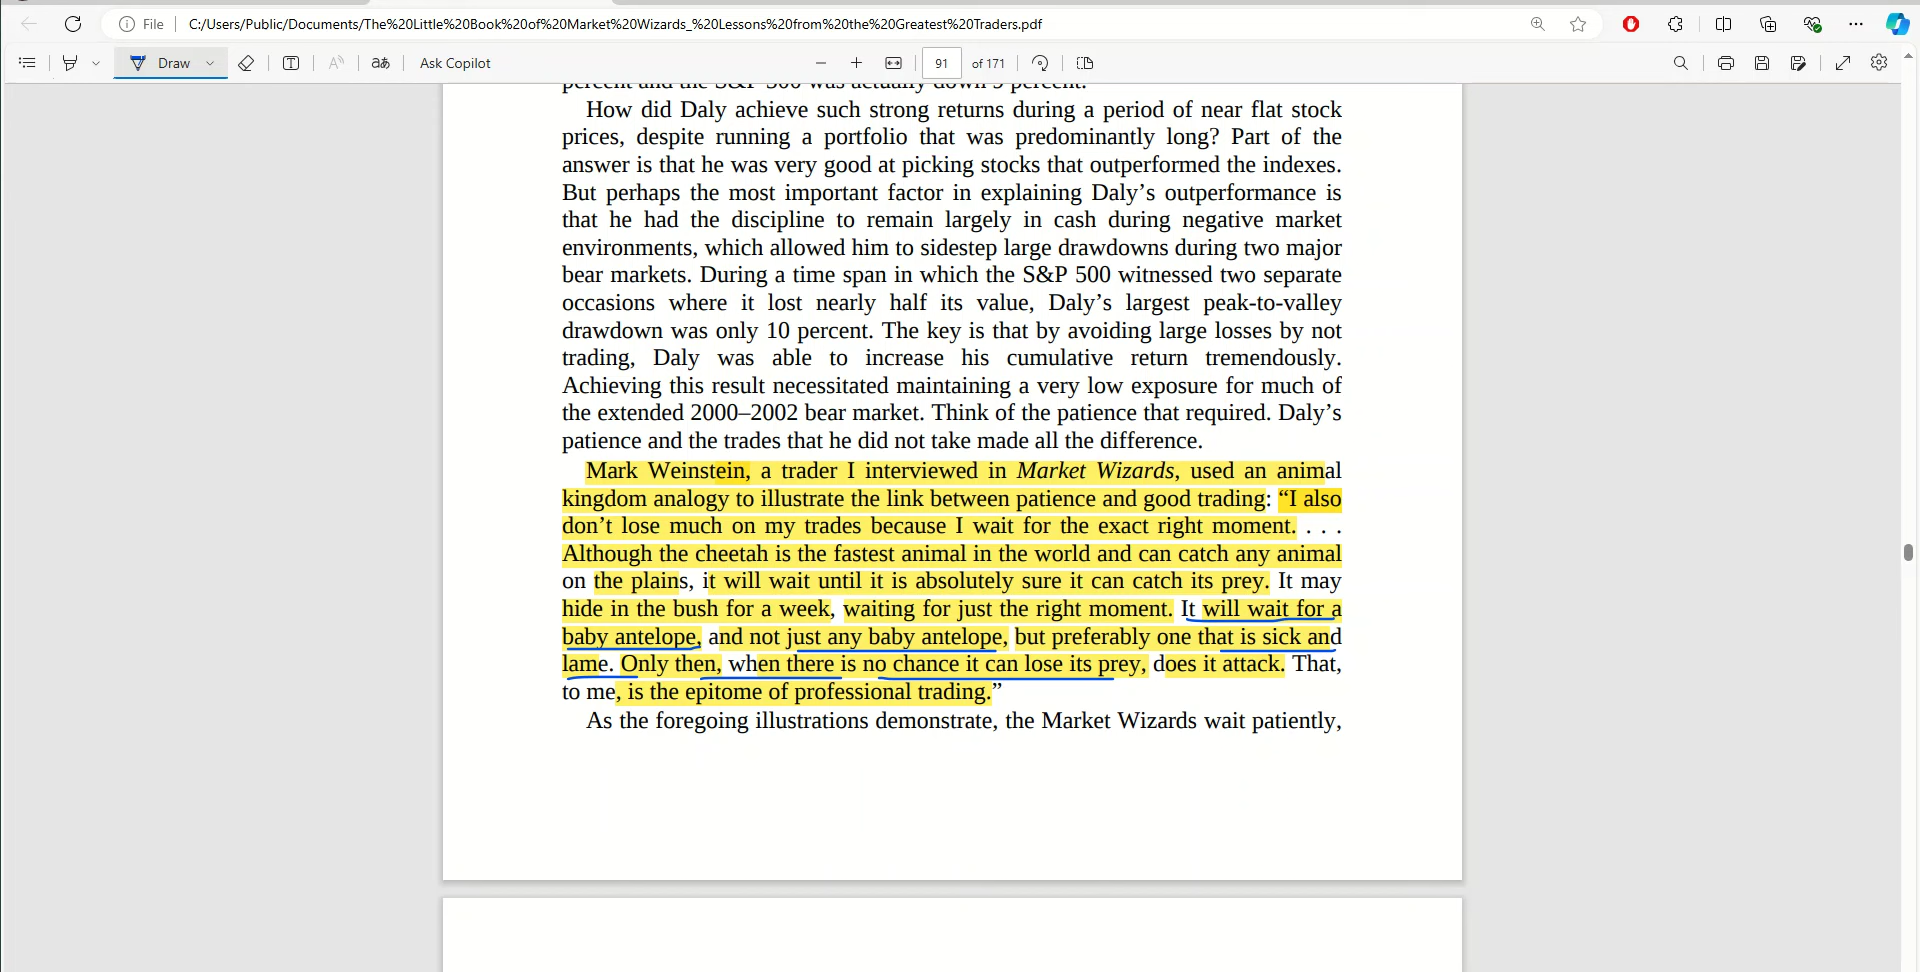 File
C:/Users/Public/Documents/The%20Little%20Book%20of%20Market%20Wizards_%20Lessons%20from%20the%20Greatest%20Traders.pdf
Draw
Ask Copilot
91 of 171
How did Daly achieve such strong returns during a period of near flat stock
prices, despite running a portfolio that was predominantly long? Part of the
answer is that he was very good at picking stocks that outperformed the indexes.
But perhaps the most important factor in explaining Daly’s outperformance is
that he had the discipline to remain largely in cash during negative market
environments, which allowed him to sidestep large drawdowns during two major
bear markets. During a time span in which the S&P 500 witnessed two separate
occasions where it lost nearly half its value, Daly’s largest peak-to-valley
drawdown was only 10 percent. The key is that by avoiding large losses by not
trading, Daly was able to increase his cumulative return tremendously.
Achieving this result necessitated maintaining a very low exposure for much of
the extended 2000–2002 bear market. Think of the patience that required. Daly’s
patience and the trades that he did not take made all the difference.
Mark Weinstein, a trader I interviewed in Market Wizards, used an animal
kingdom analogy to illustrate the link between patience and good trading: “I also
don’t lose much on my trades because I wait for the exact right moment. . . .
Although the cheetah is the fastest animal in the world and can catch any animal
on the plains, it will wait until it is absolutely sure it can catch its prey. It may
hide in the bush for a week, waiting for just the right moment. It will wait for a
baby antelope, and not just any baby antelope, but preferably one that is sick and
lame. Only then, when there is no chance it can lose its prey, does it attack. That,
to me, is the epitome of professional trading.”
As the foregoing illustrations demonstrate, the Market Wizards wait patiently,